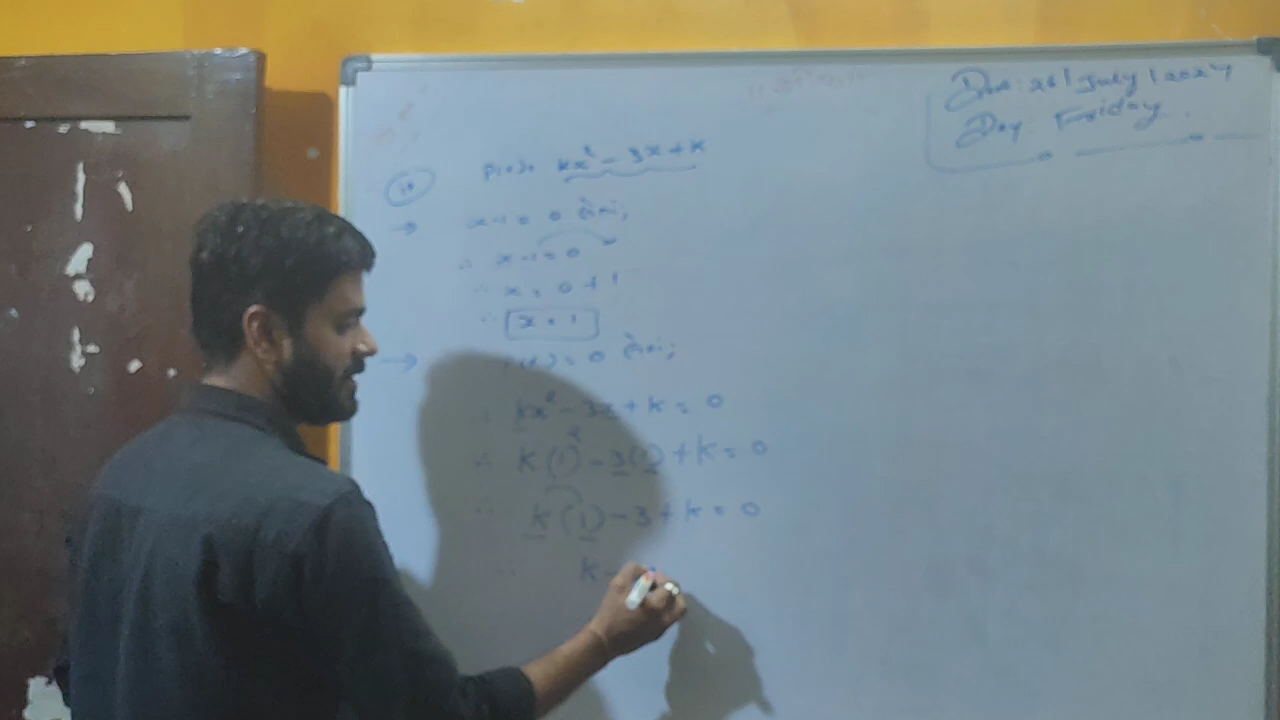 Date 26 | July | 2024
Day Friday.
(iv) P(x) = kx² - 3x + k
→ x-1 = 0
∴ x-1=0
∴ x = 0 + 1
∴ x = 1
→ = 0
∴ kx² - 3x + k = 0
∴ k(1)² - 3(1) + k = 0
∴ k(1) - 3 + k = 0
∴ k -